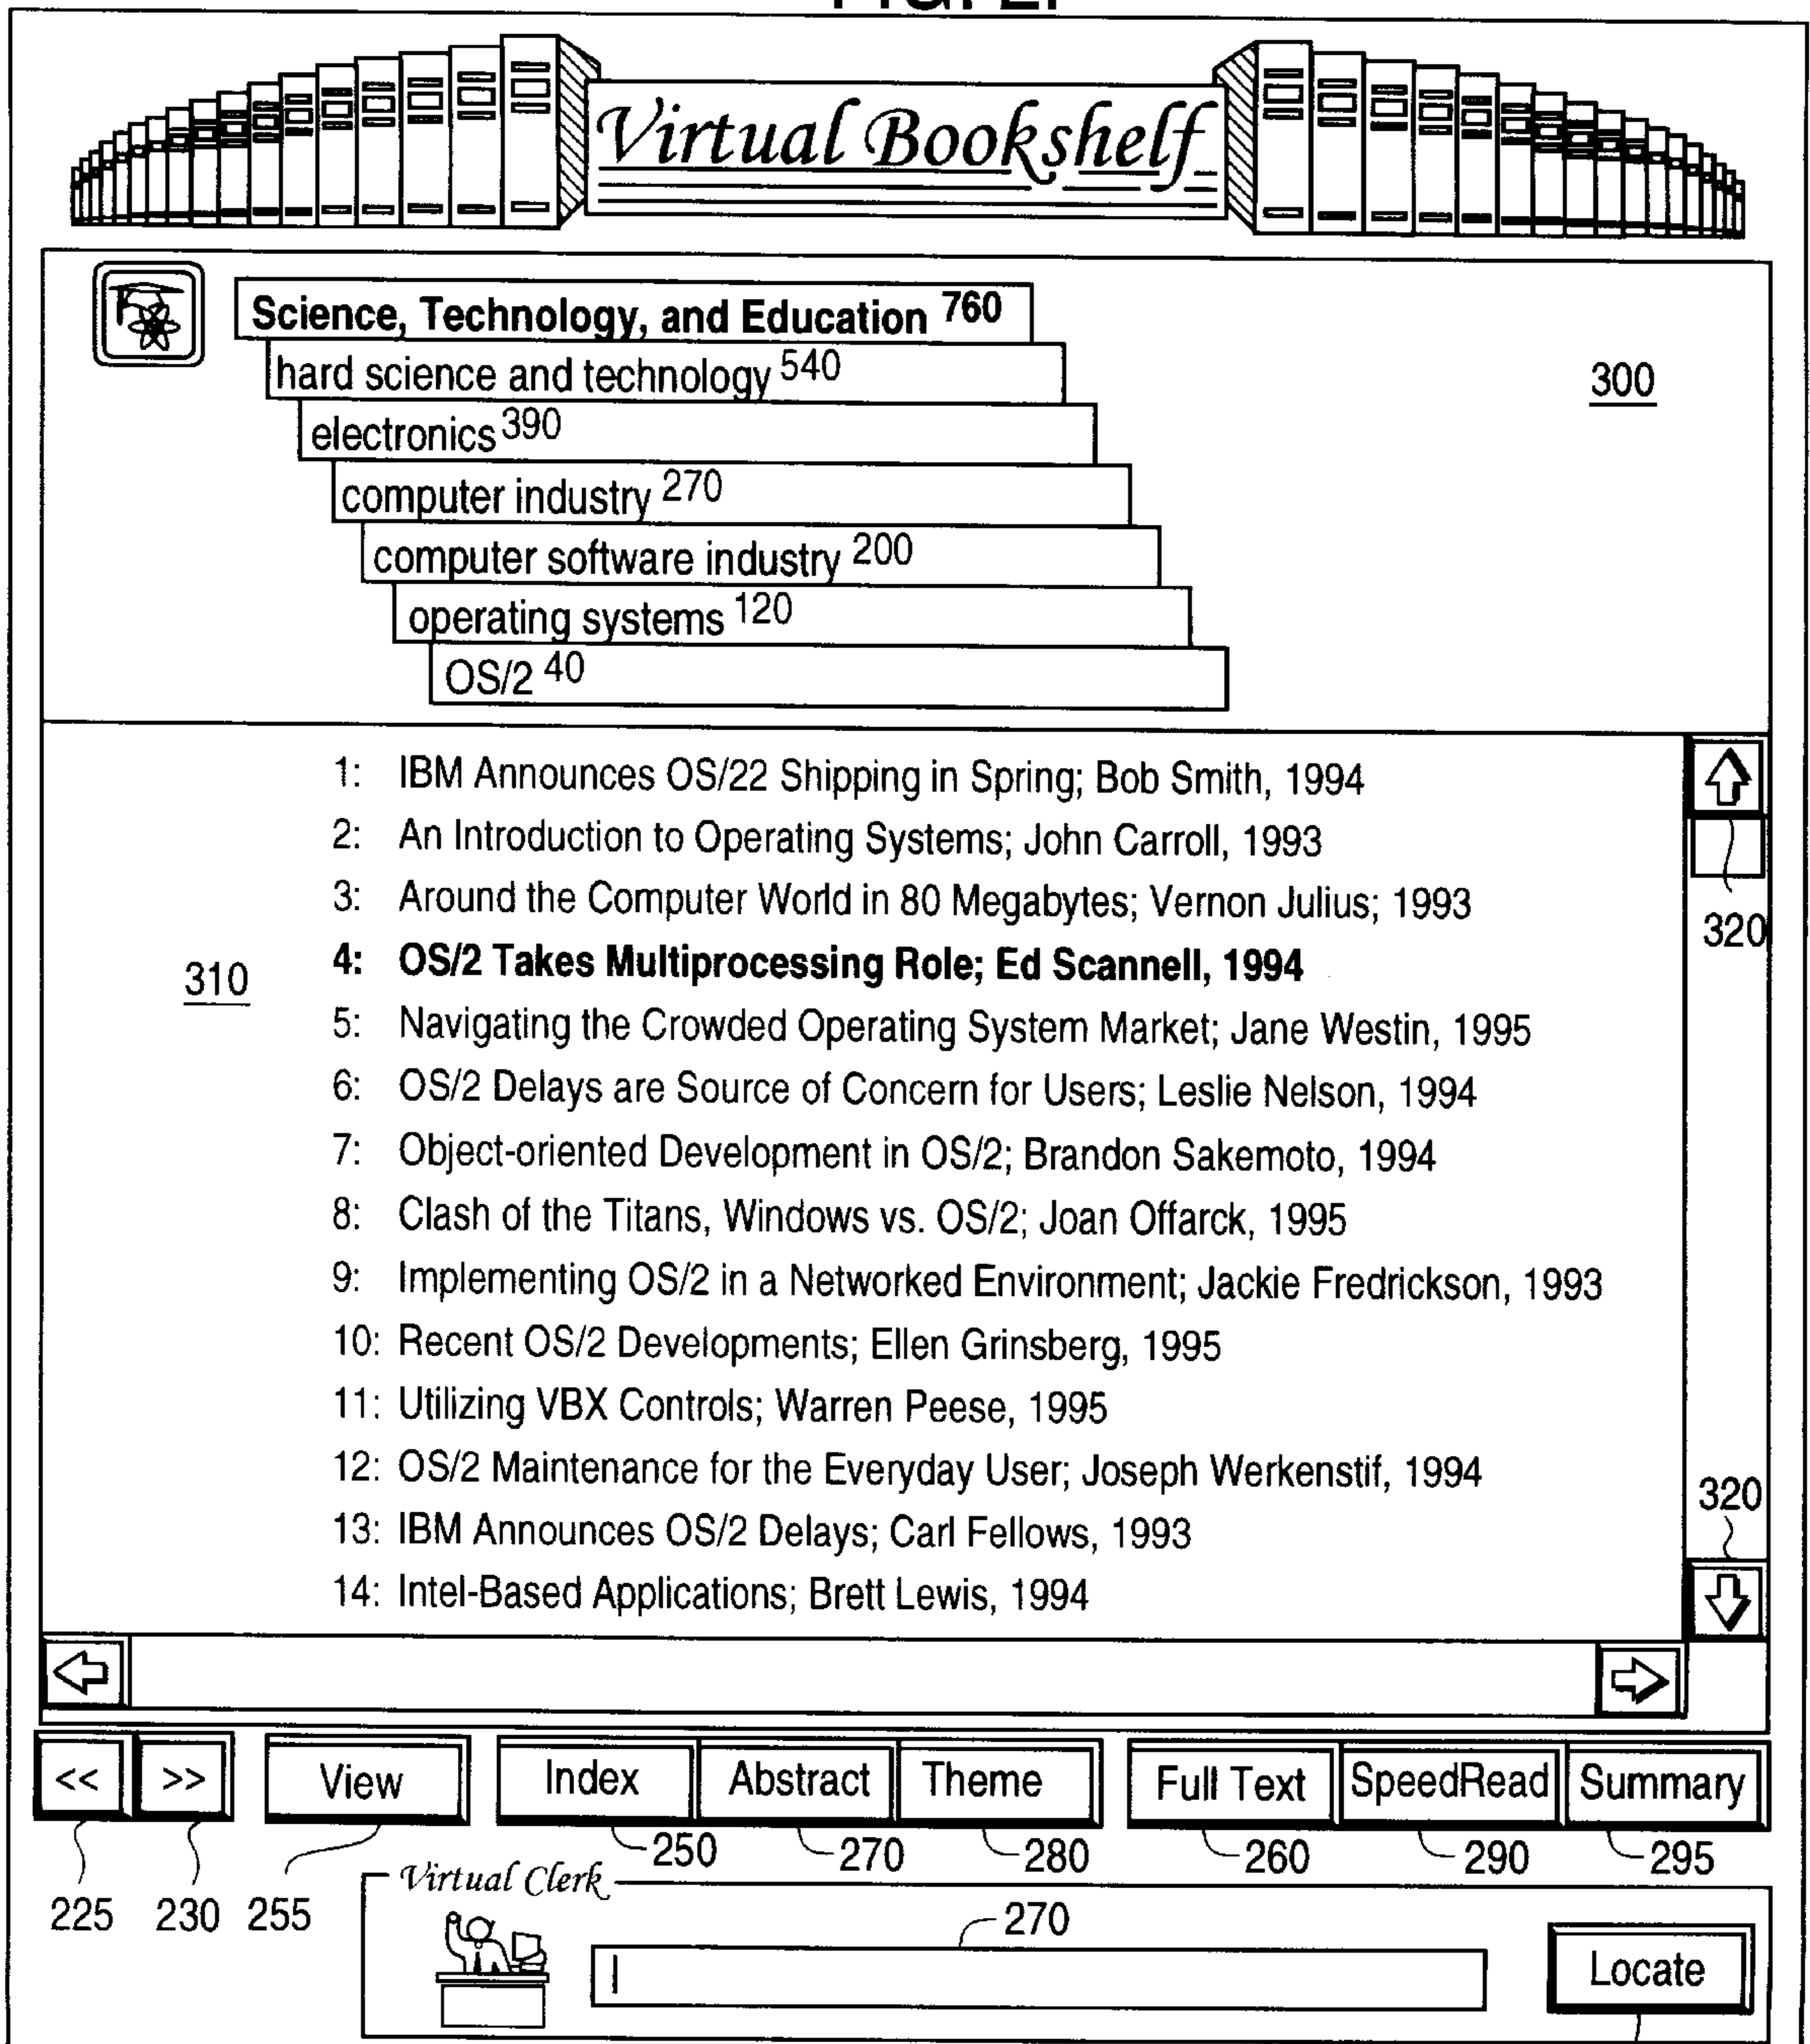 Virtual Bookshelf
Science, Technology, and Education 760
hard science and technology 540
300
electronics 390
computer industry 270
computer software industry 200
operating systems 120
OS/2 40
1: IBM Announces OS/22 Shipping in Spring; Bob Smith, 1994
2: An Introduction to Operating Systems; John Carroll, 1993
3: Around the Computer World in 80 Megabytes; Vernon Julius; 1993
320
4: OS/2 Takes Multiprocessing Role; Ed Scannell, 1994
310
5: Navigating the Crowded Operating System Market; Jane Westin, 1995
6: OS/2 Delays are Source of Concern for Users; Leslie Nelson, 1994
7: Object-oriented Development in OS/2; Brandon Sakemoto, 1994
8: Clash of the Titans, Windows vs. OS/2; Joan Offarck, 1995
9: Implementing OS/2 in a Networked Environment; Jackie Fredrickson, 1993
10: Recent OS/2 Developments; Ellen Grinsberg, 1995
11: Utilizing VBX Controls; Warren Peese, 1995
12: OS/2 Maintenance for the Everyday User; Joseph Werkenstif, 1994
320
13: IBM Announces OS/2 Delays; Carl Fellows, 1993
14: Intel-Based Applications; Brett Lewis, 1994
<< >> View Index Abstract Theme Full Text SpeedRead Summary
250 270 280 260 290 295
Virtual Clerk
225 230 255
270
Locate